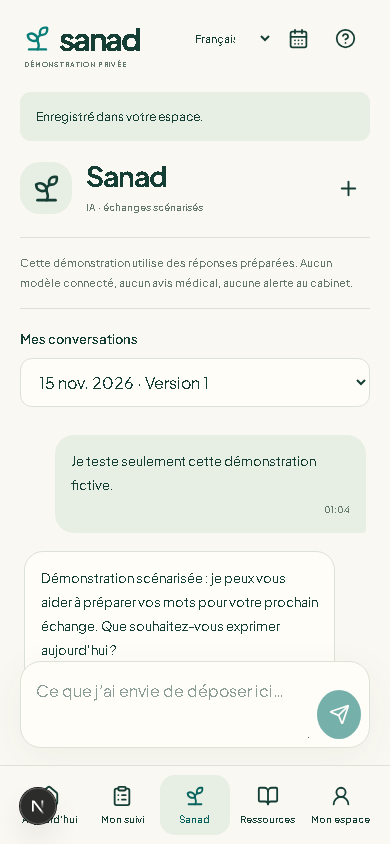 sanad
DÉMONSTRATION PRIVÉE
Françai
Enregistré dans votre espace.
Sanad
IA · échanges scénarisés
Cette démonstration utilise des réponses préparées. Aucun
modèle connecté, aucun avis médical, aucune alerte au cabinet.
Mes conversations
15 nov. 2026 · Version 1
Je teste seulement cette démonstration
fictive.
01:04
Démonstration scénarisée : je peux vous
aider à préparer vos mots pour votre prochain
échange. Que souhaitez-vous exprimer
aujourd'hui ?
Ce que j'ai envie de déposer ici…
N
Mon suivi
Sanad
Ressources
Mon espace